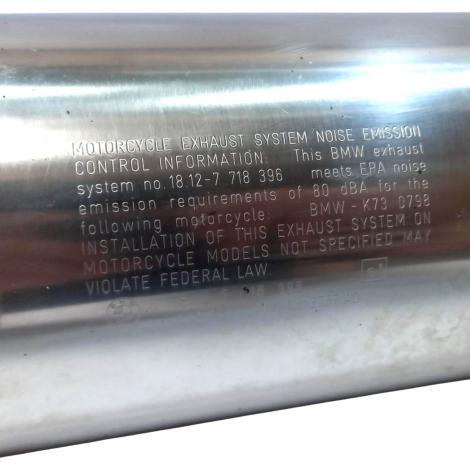 MOTORCYCLE EXHAUST SYSTEM NOISE EMISSION
CONTROL INFORMATION: This BMW exhaust
system no. 18.12-7 718 396 meets EPA noise
emission requirements of 80 dBA for the
following motorcycle: BMW - K73 0798
INSTALLATION OF THIS EXHAUST SYSTEM ON
MOTORCYCLE MODELS NOT SPECIFIED MAY
VIOLATE FEDERAL LAW.